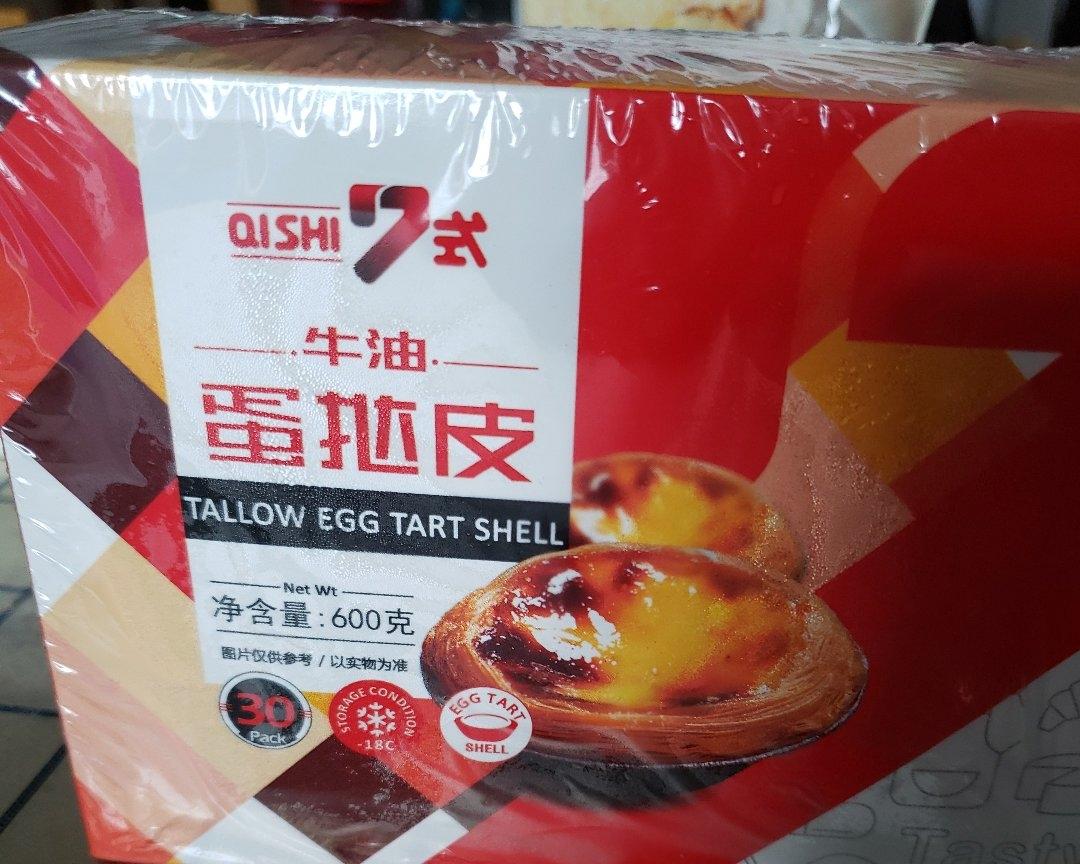 QISHI 7式
·牛油·
蛋挞皮
TALLOW EGG TART SHELL
Net Wt
净含量:600克
图片仅供参考 / 以实物为准
30
Pack
STORAGE CONDITION
-18C
EGG TART
SHELL
Tasty